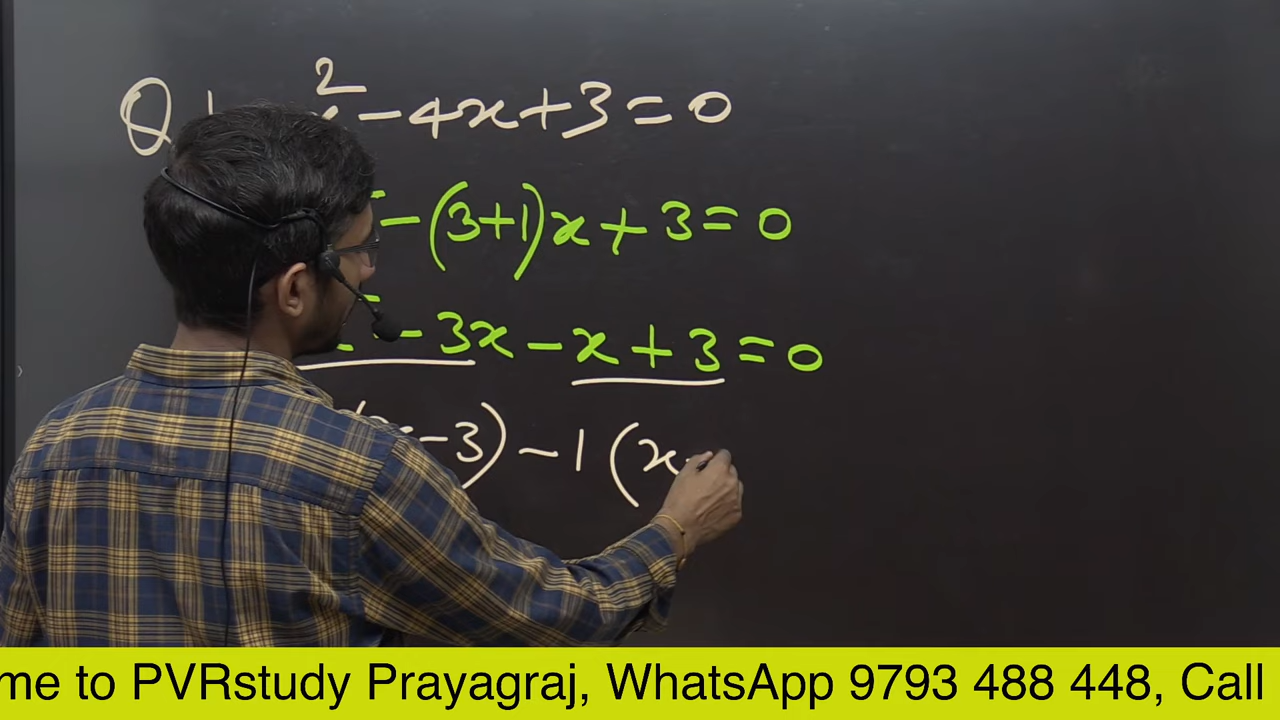 Q 1. x² - 4x + 3 = 0
- (3+1)x + 3 = 0
- 3x - x + 3 = 0
(x - 3) - 1 (x
me to PVRstudy Prayagraj, WhatsApp 9793 488 448, Call